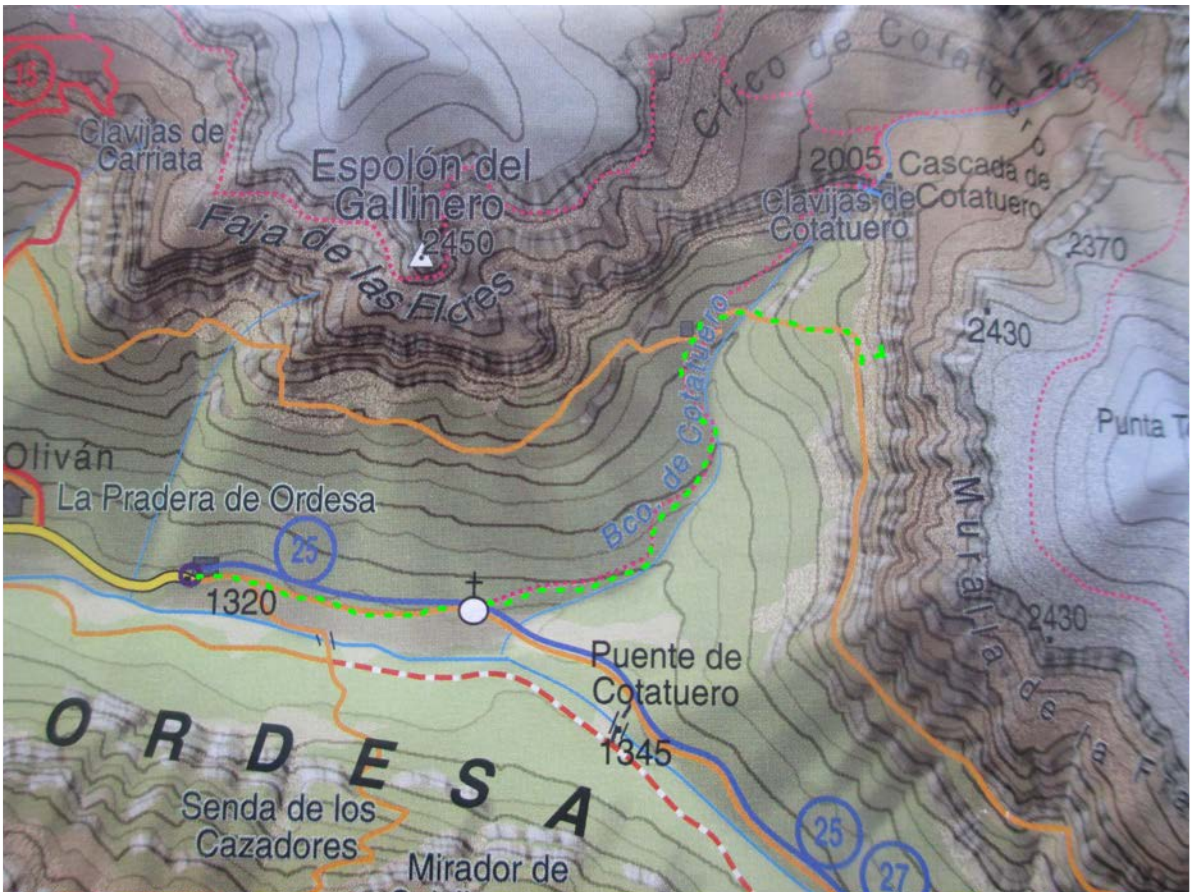 15
Clavijas de
Carriata
Espolón del
Gallinero
2450
Faja de las Flores
Circo de Cotatuero
2005
Cascada de
Cotatuero
Clavijas de
Cotatuero
2370
2430
Punta
Bco. de Cotatuero
Oliván
La Pradera de Ordesa
25
1320
Muralla de la
2430
Puente de
Cotatuero
1345
ORDESA
Senda de los
Cazadores
Mirador de
25
27